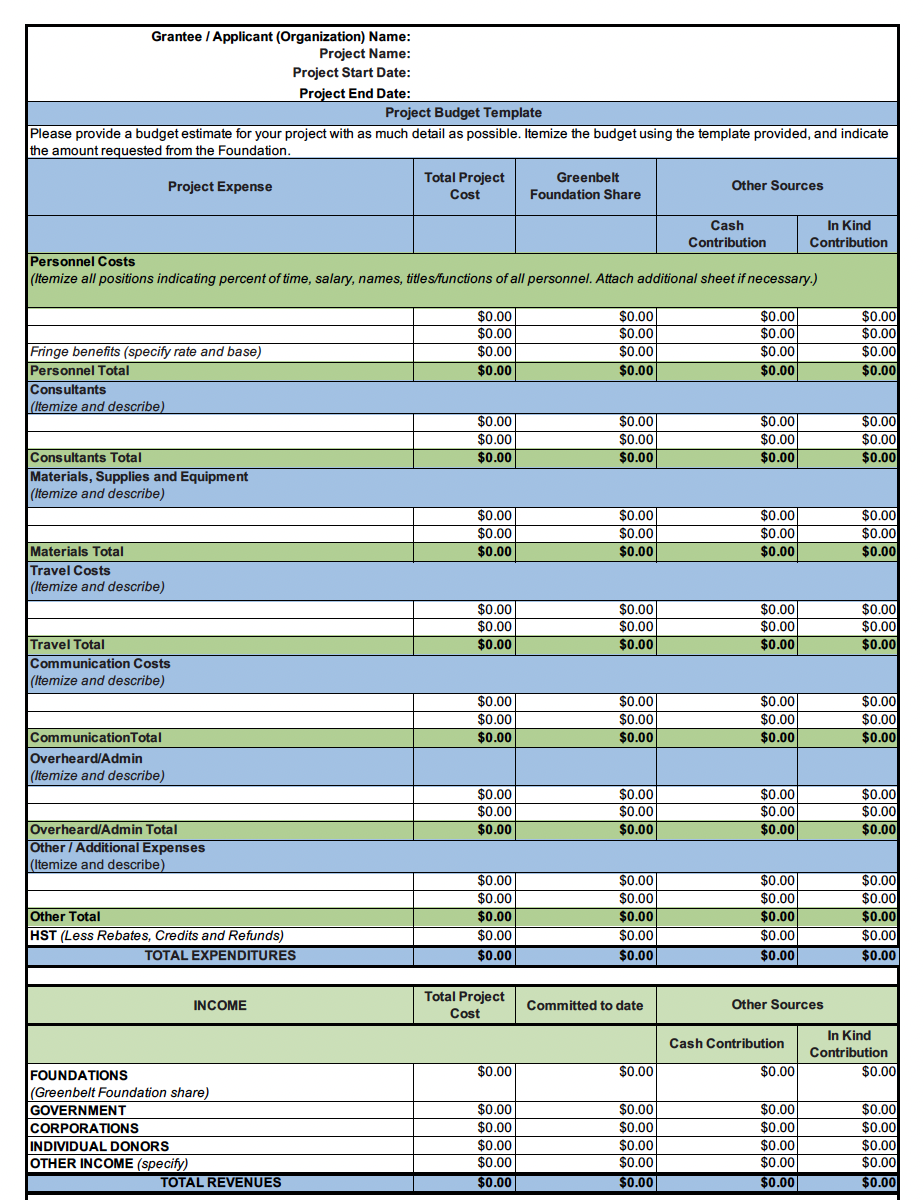 Grantee / Applicant (Organization) Name:
Project Name:
Project Start Date:
Project End Date:
Project Budget Template
Please provide a budget estimate for your project with as much detail as possible. Itemize the budget using the template provided, and indicate
the amount requested from the Foundation.
Project Expense Total Project Cost Greenbelt Foundation Share Other Sources
Cash Contribution In Kind Contribution
Personnel Costs
(Itemize all positions indicating percent of time, salary, names, titles/functions of all personnel. Attach additional sheet if necessary.)
$0.00 $0.00 $0.00 $0.00
$0.00 $0.00 $0.00 $0.00
Fringe benefits (specify rate and base) $0.00 $0.00 $0.00 $0.00
Personnel Total $0.00 $0.00 $0.00 $0.00
Consultants
(Itemize and describe)
$0.00 $0.00 $0.00 $0.00
$0.00 $0.00 $0.00 $0.00
Consultants Total $0.00 $0.00 $0.00 $0.00
Materials, Supplies and Equipment
(Itemize and describe)
$0.00 $0.00 $0.00 $0.00
$0.00 $0.00 $0.00 $0.00
Materials Total $0.00 $0.00 $0.00 $0.00
Travel Costs
(Itemize and describe)
$0.00 $0.00 $0.00 $0.00
$0.00 $0.00 $0.00 $0.00
Travel Total $0.00 $0.00 $0.00 $0.00
Communication Costs
(Itemize and describe)
$0.00 $0.00 $0.00 $0.00
$0.00 $0.00 $0.00 $0.00
CommunicationTotal $0.00 $0.00 $0.00 $0.00
Overheard/Admin
(Itemize and describe)
$0.00 $0.00 $0.00 $0.00
$0.00 $0.00 $0.00 $0.00
Overheard/Admin Total $0.00 $0.00 $0.00 $0.00
Other / Additional Expenses
(Itemize and describe)
$0.00 $0.00 $0.00 $0.00
$0.00 $0.00 $0.00 $0.00
Other Total $0.00 $0.00 $0.00 $0.00
HST (Less Rebates, Credits and Refunds) $0.00 $0.00 $0.00 $0.00
TOTAL EXPENDITURES $0.00 $0.00 $0.00 $0.00
INCOME Total Project Cost Committed to date Other Sources
Cash Contribution In Kind Contribution
FOUNDATIONS $0.00 $0.00 $0.00 $0.00
(Greenbelt Foundation share)
GOVERNMENT $0.00 $0.00 $0.00 $0.00
CORPORATIONS $0.00 $0.00 $0.00 $0.00
INDIVIDUAL DONORS $0.00 $0.00 $0.00 $0.00
OTHER INCOME (specify) $0.00 $0.00 $0.00 $0.00
TOTAL REVENUES $0.00 $0.00 $0.00 $0.00